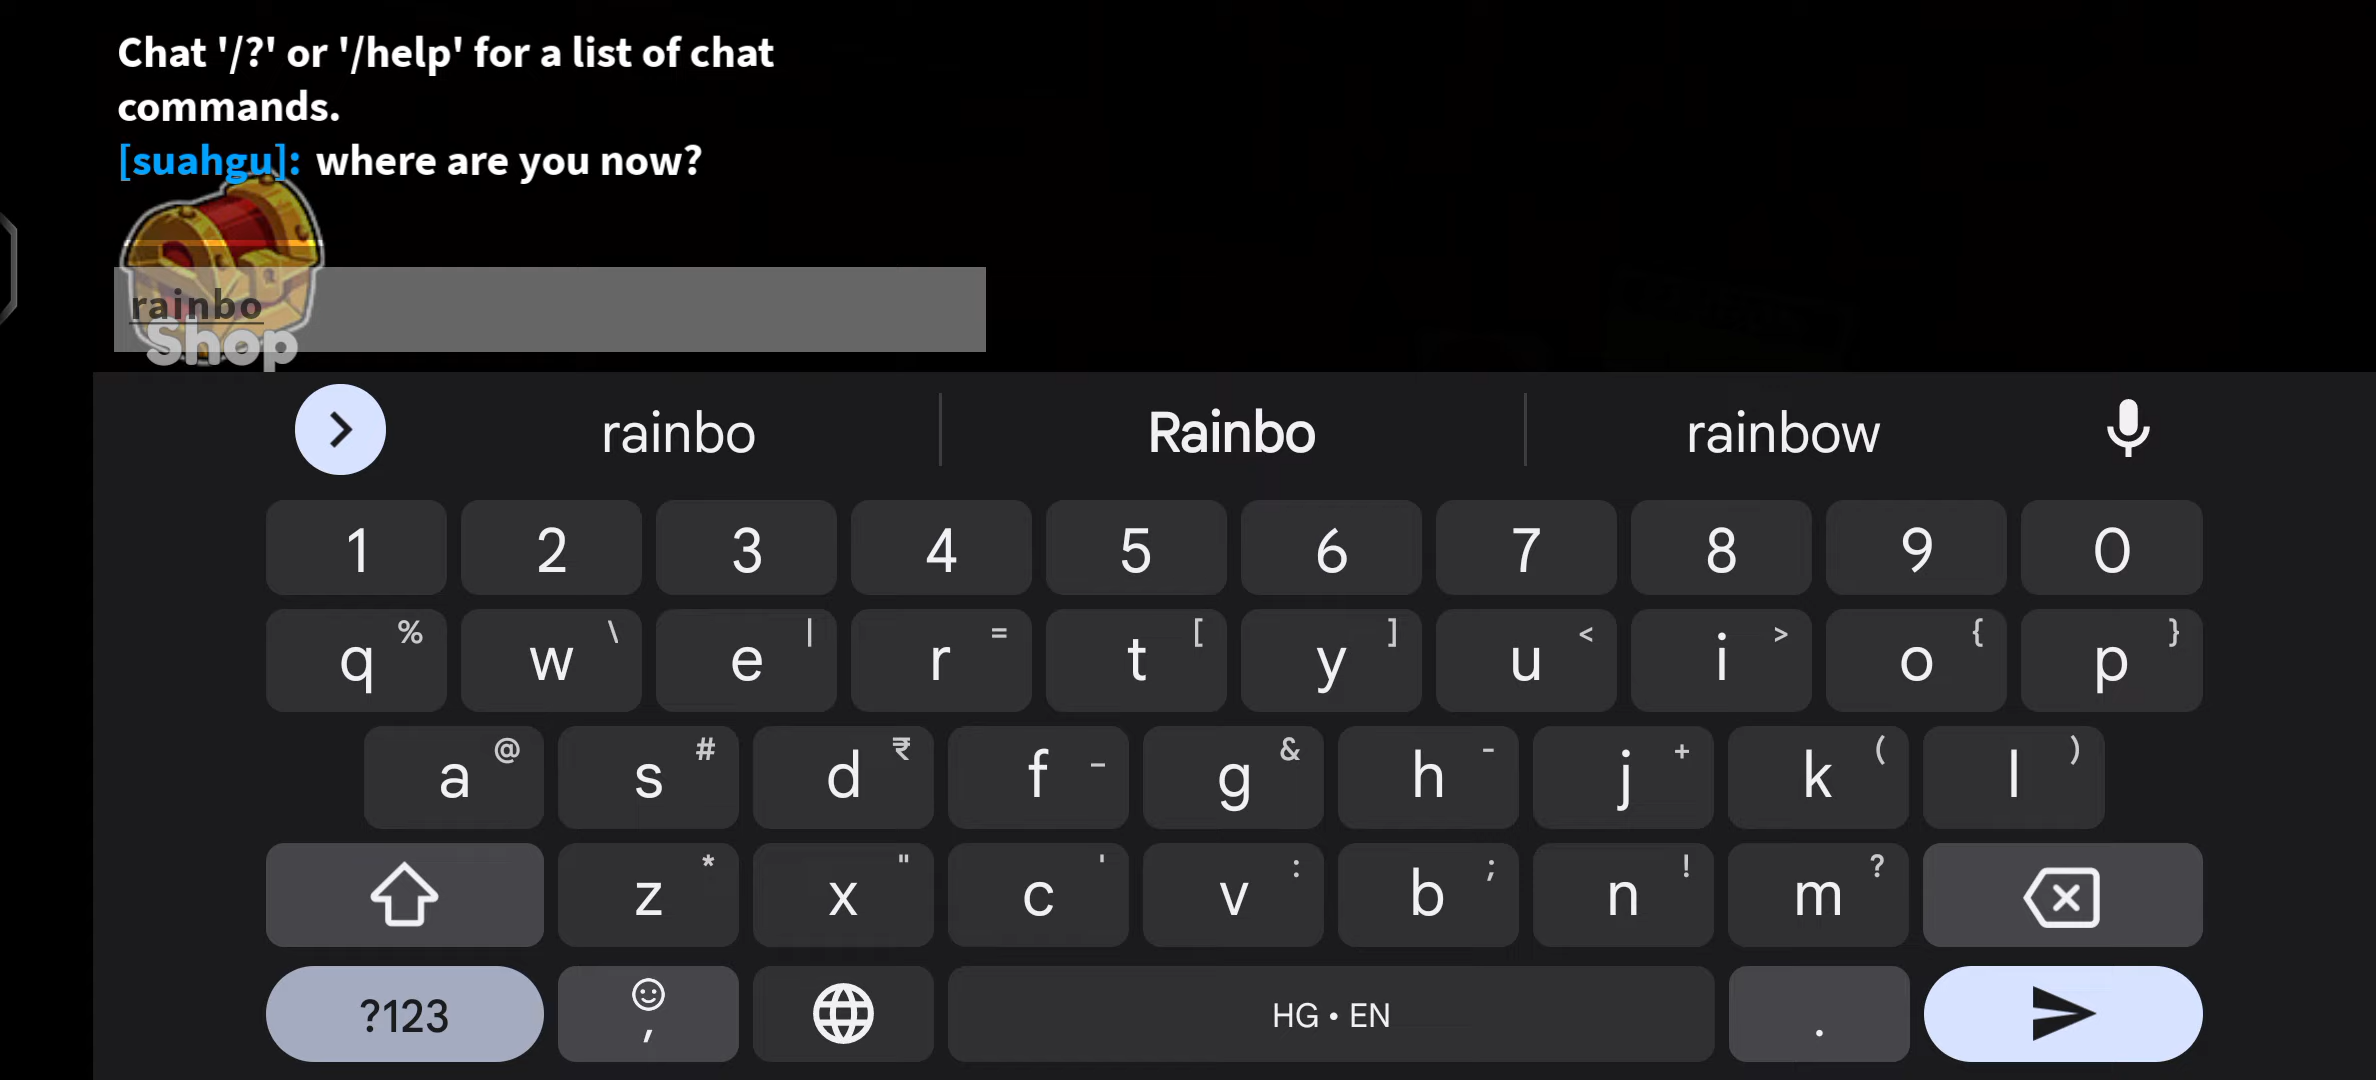 Chat '/?' or '/help' for a list of chat
commands.
[suahgu]: where are you now?
rainbo
Shop
rainbo Rainbo rainbow
1 2 3 4 5 6 7 8 9 0
q % w \ e | r = t [ y ] u < i > o { p }
a @ s # d ₹ f _ g & h - j + k ( l )
z * x " c ' v : b ; n ! m ?
?123 , HG • EN .